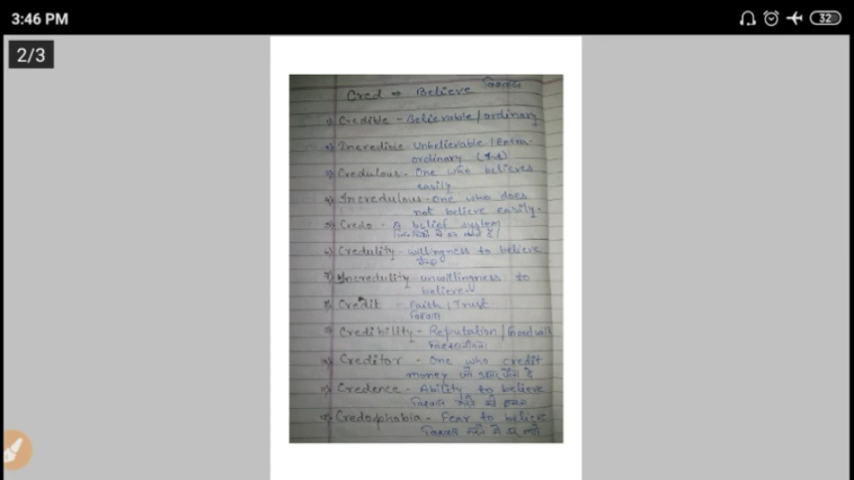 3:46 PM
32
2/3
Cred ⇒ Believe विश्वास
1) Credible - Believable / ordinary
2) Incredible Unbelievable / Extra-
ordinary
3) Credulous - One who believes
easily
4) Incredulous - One who does
not believe easily.
5) Credo - a belief system
6) Credulity - willingness to believe
7) Incredulity unwillingness to
believe.
8) Credit - Faith / Trust
विश्वास
9) Credibility - Reputation / Goodwill
10) Creditor - One who credit
money
11) Credence - Ability to believe
12) Credophobia - Fear to believe